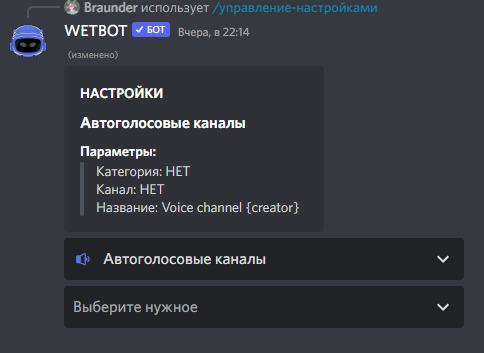 Braunder использует /управление-настройками
WETBOT ✓ БОТ Вчера, в 22:14
(изменено)
НАСТРОЙКИ
Автоголосовые каналы
Параметры:
Категория: НЕТ
Канал: НЕТ
Название: Voice channel {creator}
Автоголосовые каналы
Выберите нужное